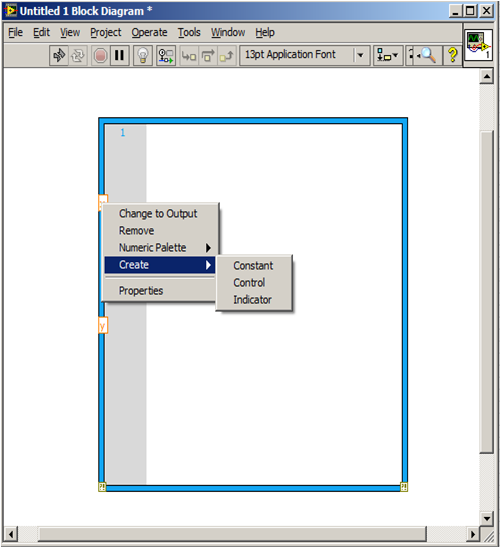 Untitled 1 Block Diagram *
File Edit View Project Operate Tools Window Help
13pt Application Font
?
1
1
Change to Output
Remove
Numeric Palette
Create
Constant
Control
Properties
Indicator
y